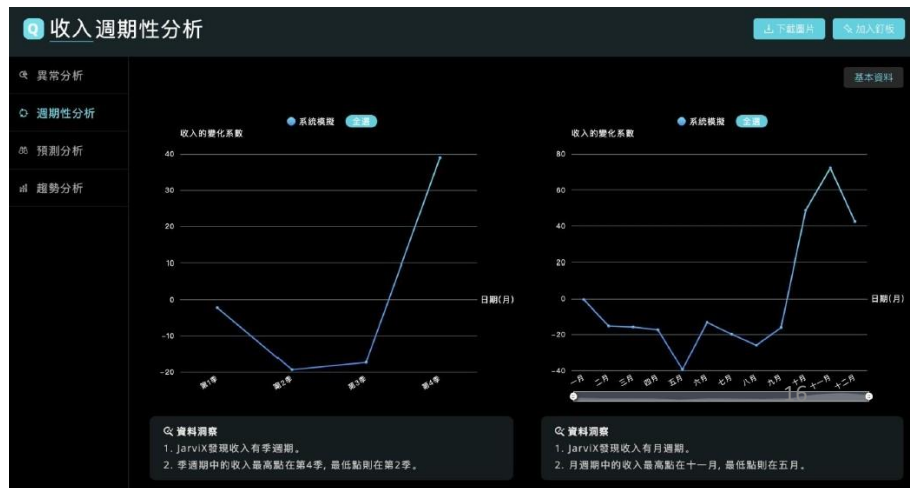 Q 收入週期性分析
下載圖片
加入釘板
異常分析
週期性分析
預測分析
趨勢分析
基本資料
系統模擬 全選
收入的變化系數
40
30
20
10
0
-10
-20
日期(月)
第1季 第2季 第3季 第4季
資料洞察
1. JarviX發現收入有季週期。
2. 季週期中的收入最高點在第4季, 最低點則在第2季。
系統模擬 全選
收入的變化系數
80
60
40
20
0
-20
-40
日期(月)
一月 二月 三月 四月 五月 六月 七月 八月 九月 十月 十一月 十二月
16
資料洞察
1. JarviX發現收入有月週期。
2. 月週期中的收入最高點在十一月, 最低點則在五月。